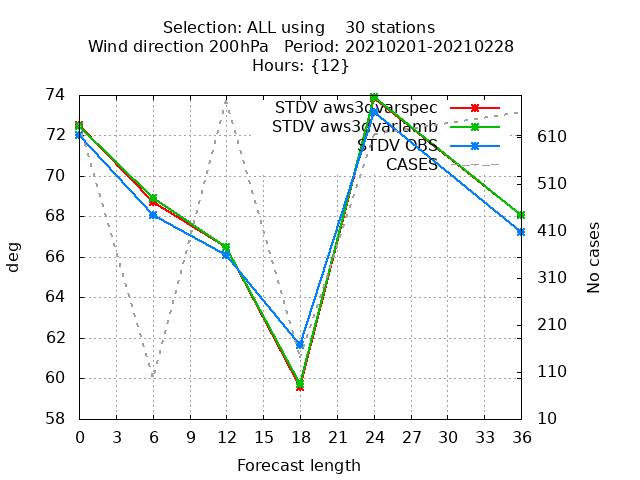 Selection: ALL using    30 stations
Wind direction 200hPa   Period: 20210201-20210228
Hours: {12}
STDV aws3dvarspec
STDV aws3dvarlamb
STDV OBS
CASES
74
72
70
68
66
64
62
60
58
deg
610
510
410
310
210
110
10
No cases
0 3 6 9 12 15 18 21 24 27 30 33 36
Forecast length